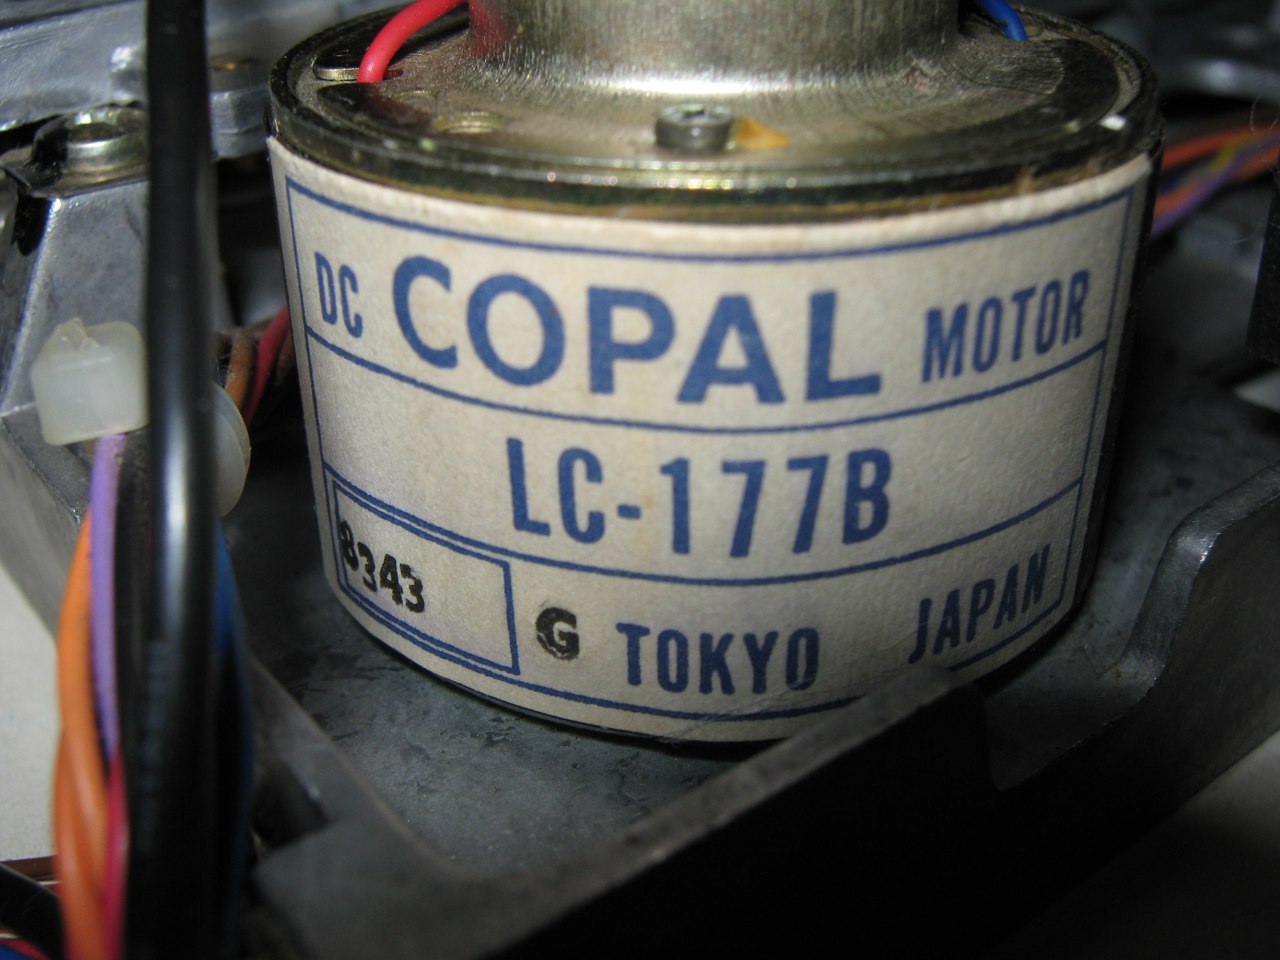 DC COPAL MOTOR
LC-177B
8343 G TOKYO JAPAN